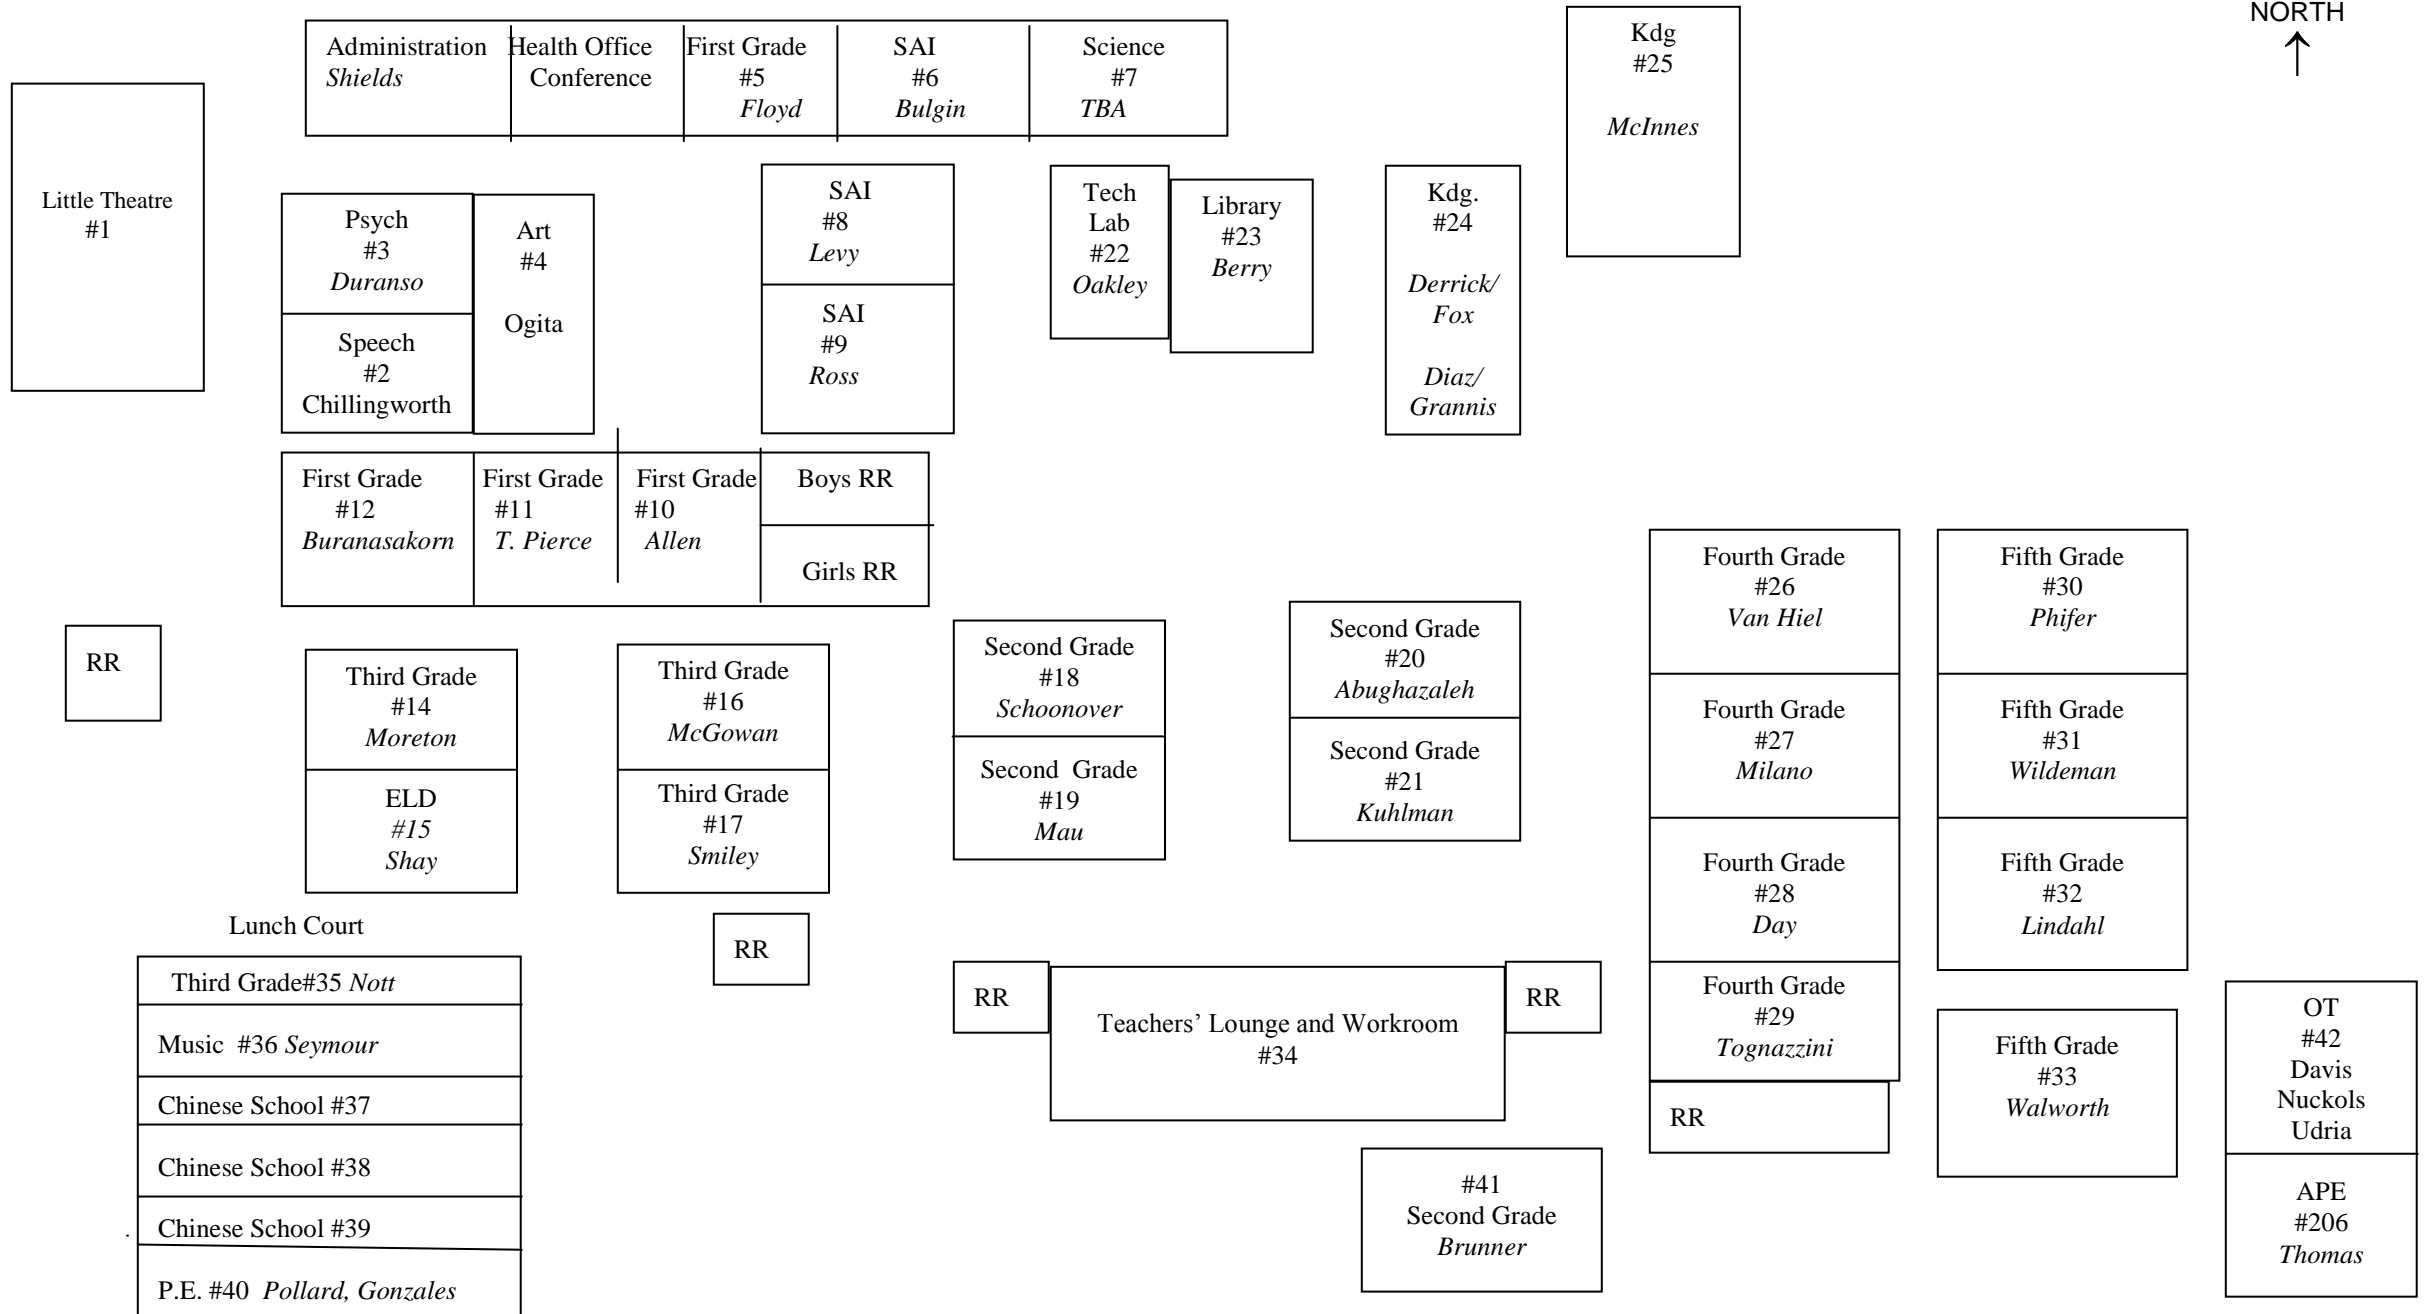 NORTH
Administration
Shields
Health Office
Conference
First Grade
#5
Floyd
SAI
#6
Bulgin
Science
#7
TBA
Kdg
#25
McInnes
Little Theatre
#1
Psych
#3
Duranso
Speech
#2
Chillingworth
Art
#4
Ogita
SAI
#8
Levy
SAI
#9
Ross
Tech
Lab
#22
Oakley
Library
#23
Berry
Kdg.
#24
Derrick/
Fox
Diaz/
Grannis
First Grade
#12
Buranasakorn
First Grade
#11
T. Pierce
First Grade
#10
Allen
Boys RR
Girls RR
RR
Third Grade
#14
Moreton
ELD
#15
Shay
Third Grade
#16
McGowan
Third Grade
#17
Smiley
Second Grade
#18
Schoonover
Second Grade
#19
Mau
Second Grade
#20
Abughazaleh
Second Grade
#21
Kuhlman
Fourth Grade
#26
Van Hiel
Fourth Grade
#27
Milano
Fourth Grade
#28
Day
Fourth Grade
#29
Tognazzini
RR
Fifth Grade
#30
Phifer
Fifth Grade
#31
Wildeman
Fifth Grade
#32
Lindahl
Fifth Grade
#33
Walworth
Lunch Court
Third Grade#35 Nott
Music #36 Seymour
Chinese School #37
Chinese School #38
Chinese School #39
P.E. #40 Pollard, Gonzales
RR
RR
Teachers’ Lounge and Workroom
#34
RR
#41
Second Grade
Brunner
OT
#42
Davis
Nuckols
Udria
APE
#206
Thomas